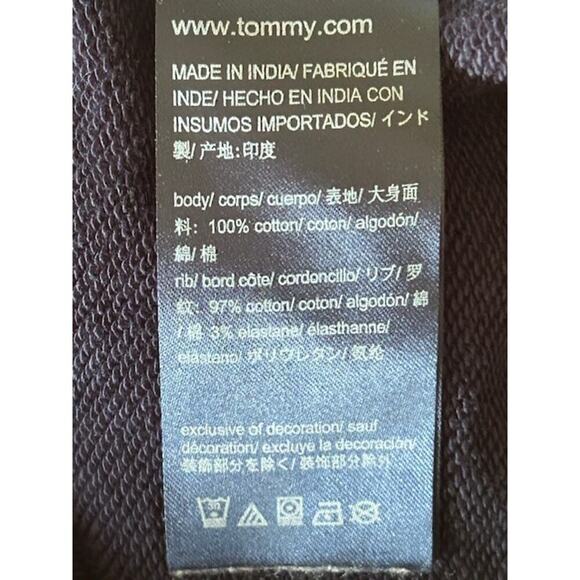 www.tommy.com
MADE IN INDIA/ FABRIQUÉ EN
INDE/ HECHO EN INDIA CON
INSUMOS IMPORTADOS/ インド
製/ 产地:印度
body/ corps/ cuerpo/ 表地/ 大身面
料: 100% cotton/ coton/ algodón/
綿/ 棉
rib/ bord côte/ cordoncillo/ リブ/ 罗
纹: 97% cotton/ coton/ algodón/ 綿
/ 棉 3% elastane/ élasthanne/
elastano/ ポリウレタン/ 氨纶
exclusive of decoration/ sauf
décoration/ excluye la decoración/
装飾部分を除く/ 装饰部分除外
30